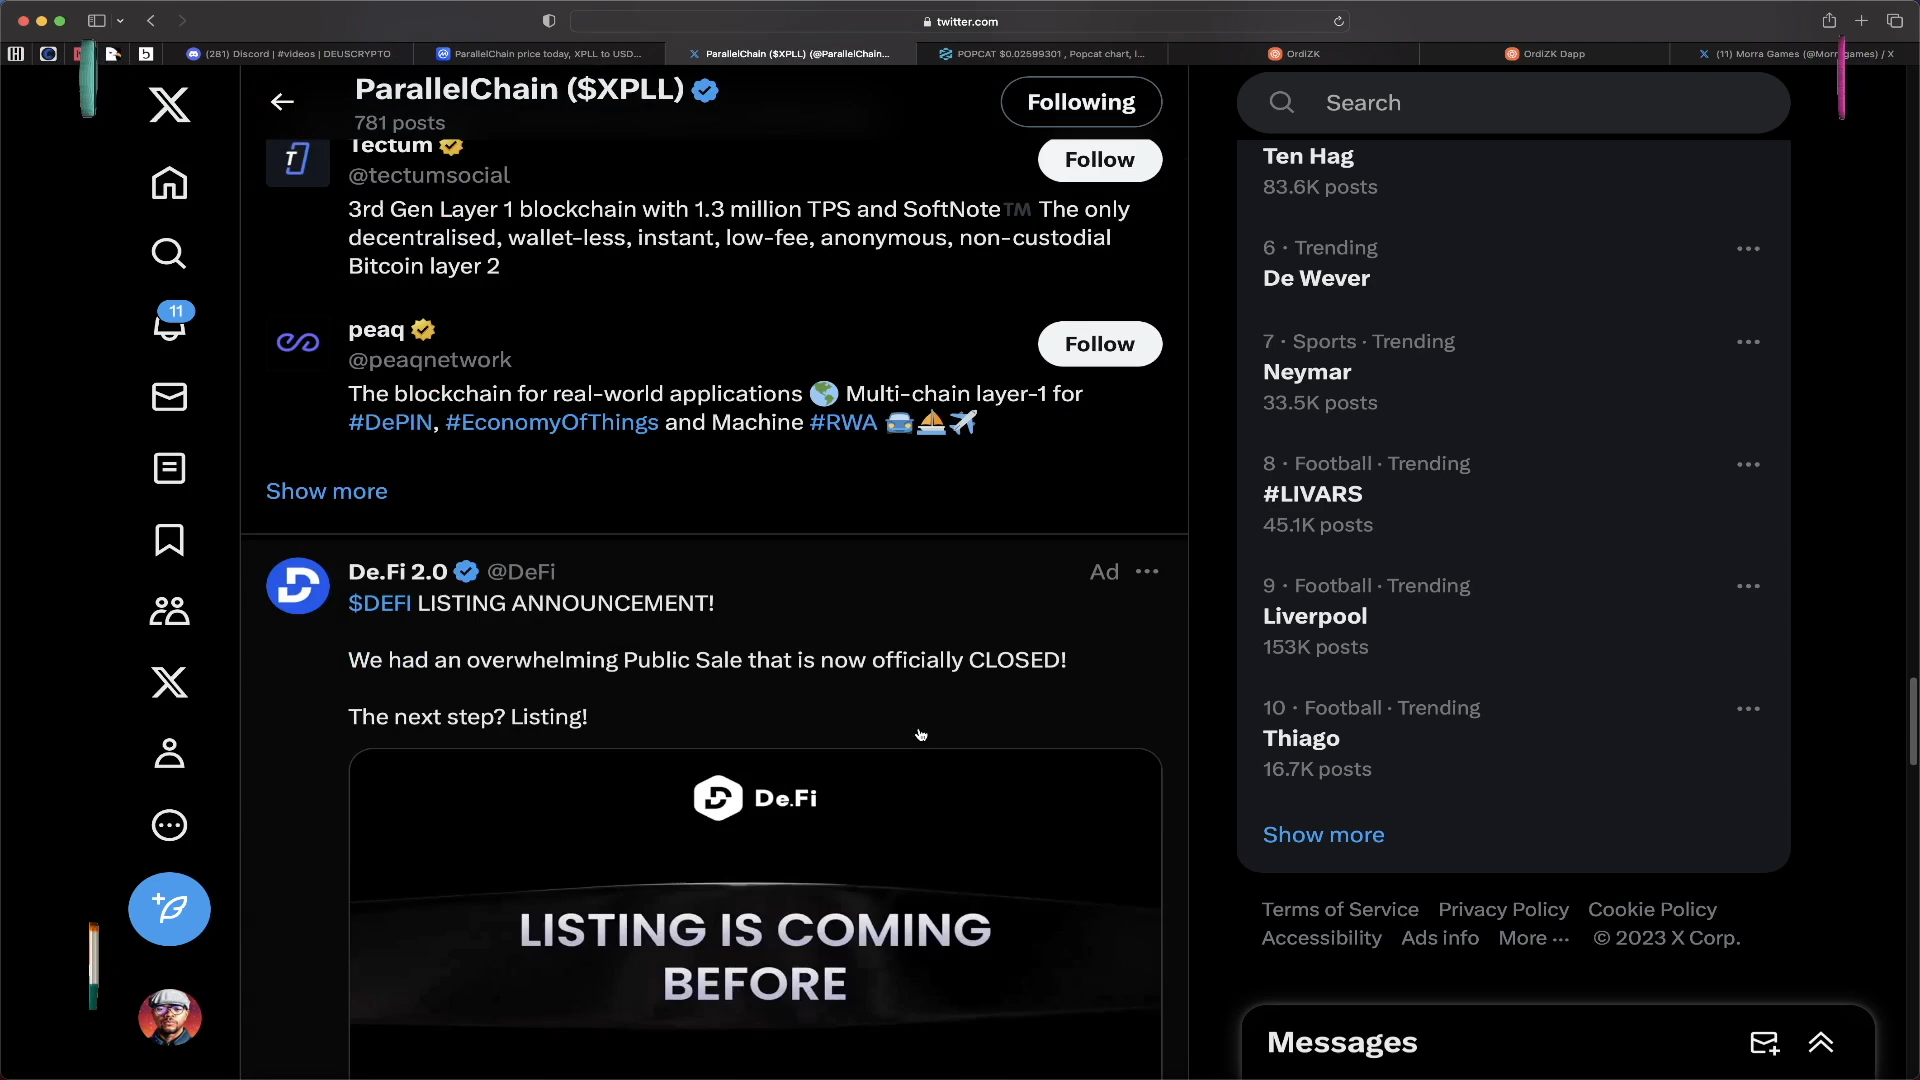 twitter.com
(281) Discord | #videos | DEUSCRYPTO
ParallelChain price today, XPLL to USD...
ParallelChain ($XPLL) (@ParallelChain...
POPCAT $0.02599301 , Popcat chart, I...
OrdiZK
OrdiZK Dapp
(11) Morra Games (@Morragames) / X
ParallelChain ($XPLL)
781 posts
Following
Search
Tectum
@tectumsocial
Follow
3rd Gen Layer 1 blockchain with 1.3 million TPS and SoftNote™ The only
decentralised, wallet-less, instant, low-fee, anonymous, non-custodial
Bitcoin layer 2
peaq
@peaqnetwork
Follow
The blockchain for real-world applications 🌎 Multi-chain layer-1 for
#DePIN, #EconomyOfThings and Machine #RWA 🚘⛵✈️
Show more
De.Fi 2.0 @DeFi
Ad
$DEFI LISTING ANNOUNCEMENT!
We had an overwhelming Public Sale that is now officially CLOSED!
The next step? Listing!
De.Fi
LISTING IS COMING
BEFORE
11
Ten Hag
83.6K posts
6 · Trending
De Wever
7 · Sports · Trending
Neymar
33.5K posts
8 · Football · Trending
#LIVARS
45.1K posts
9 · Football · Trending
Liverpool
153K posts
10 · Football · Trending
Thiago
16.7K posts
Show more
Terms of Service Privacy Policy Cookie Policy
Accessibility Ads info More ··· © 2023 X Corp.
Messages